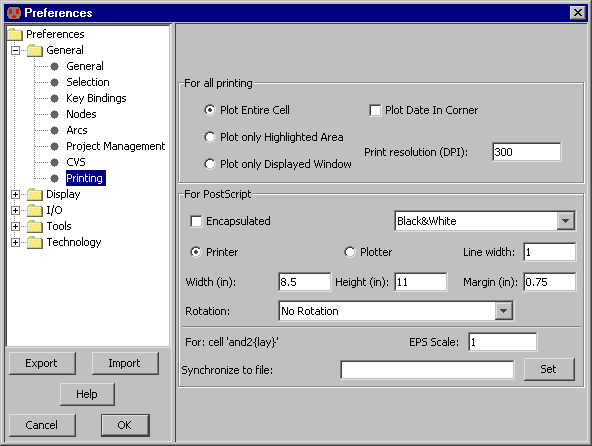 Preferences
Preferences
General
General
Selection
Key Bindings
Nodes
Arcs
Project Management
CVS
Printing
Display
I/O
Tools
Technology
Export Import
Help
Cancel OK
For all printing
Plot Entire Cell Plot Date In Corner
Plot only Highlighted Area
Print resolution (DPI): 300
Plot only Displayed Window
For PostScript
Encapsulated Black&White
Printer Plotter Line width: 1
Width (in): 8.5 Height (in): 11 Margin (in): 0.75
Rotation: No Rotation
For: cell 'and2{lay}' EPS Scale: 1
Synchronize to file: Set